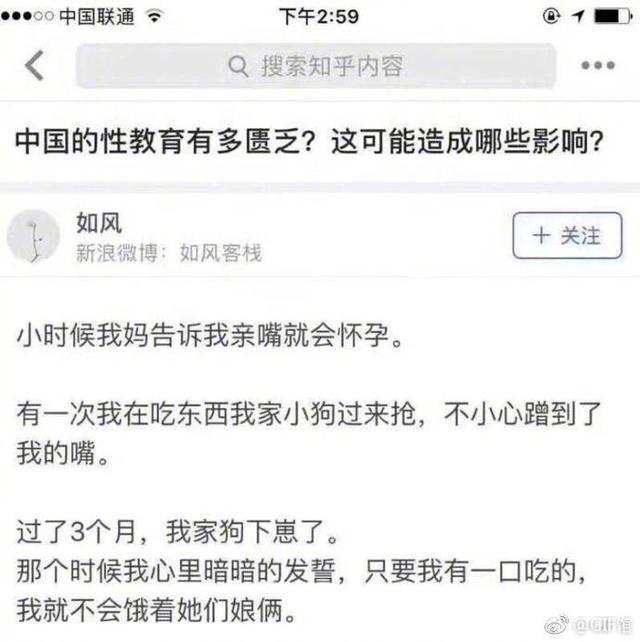 中国联通 下午2:59
搜索知乎内容
中国的性教育有多匮乏？这可能造成哪些影响？
如风
新浪微博：如风客栈
＋ 关注
小时候我妈告诉我亲嘴就会怀孕。
有一次我在吃东西我家小狗过来抢，不小心蹭到了
我的嘴。
过了3个月，我家狗下崽了。
那个时候我心里暗暗的发誓，只要我有一口吃的，
我就不会饿着她们娘俩。
@GIF馆